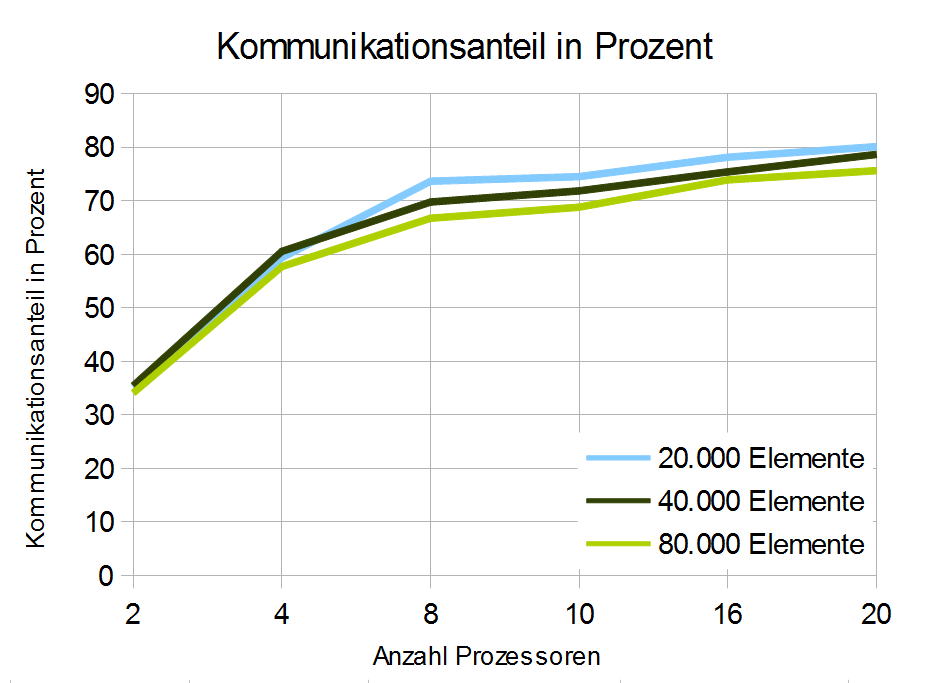 Kommunikationsanteil in Prozent
Kommunikationsanteil in Prozent
90
80
70
60
50
40
30
20
10
0
20.000 Elemente
40.000 Elemente
80.000 Elemente
2 4 8 10 16 20
Anzahl Prozessoren